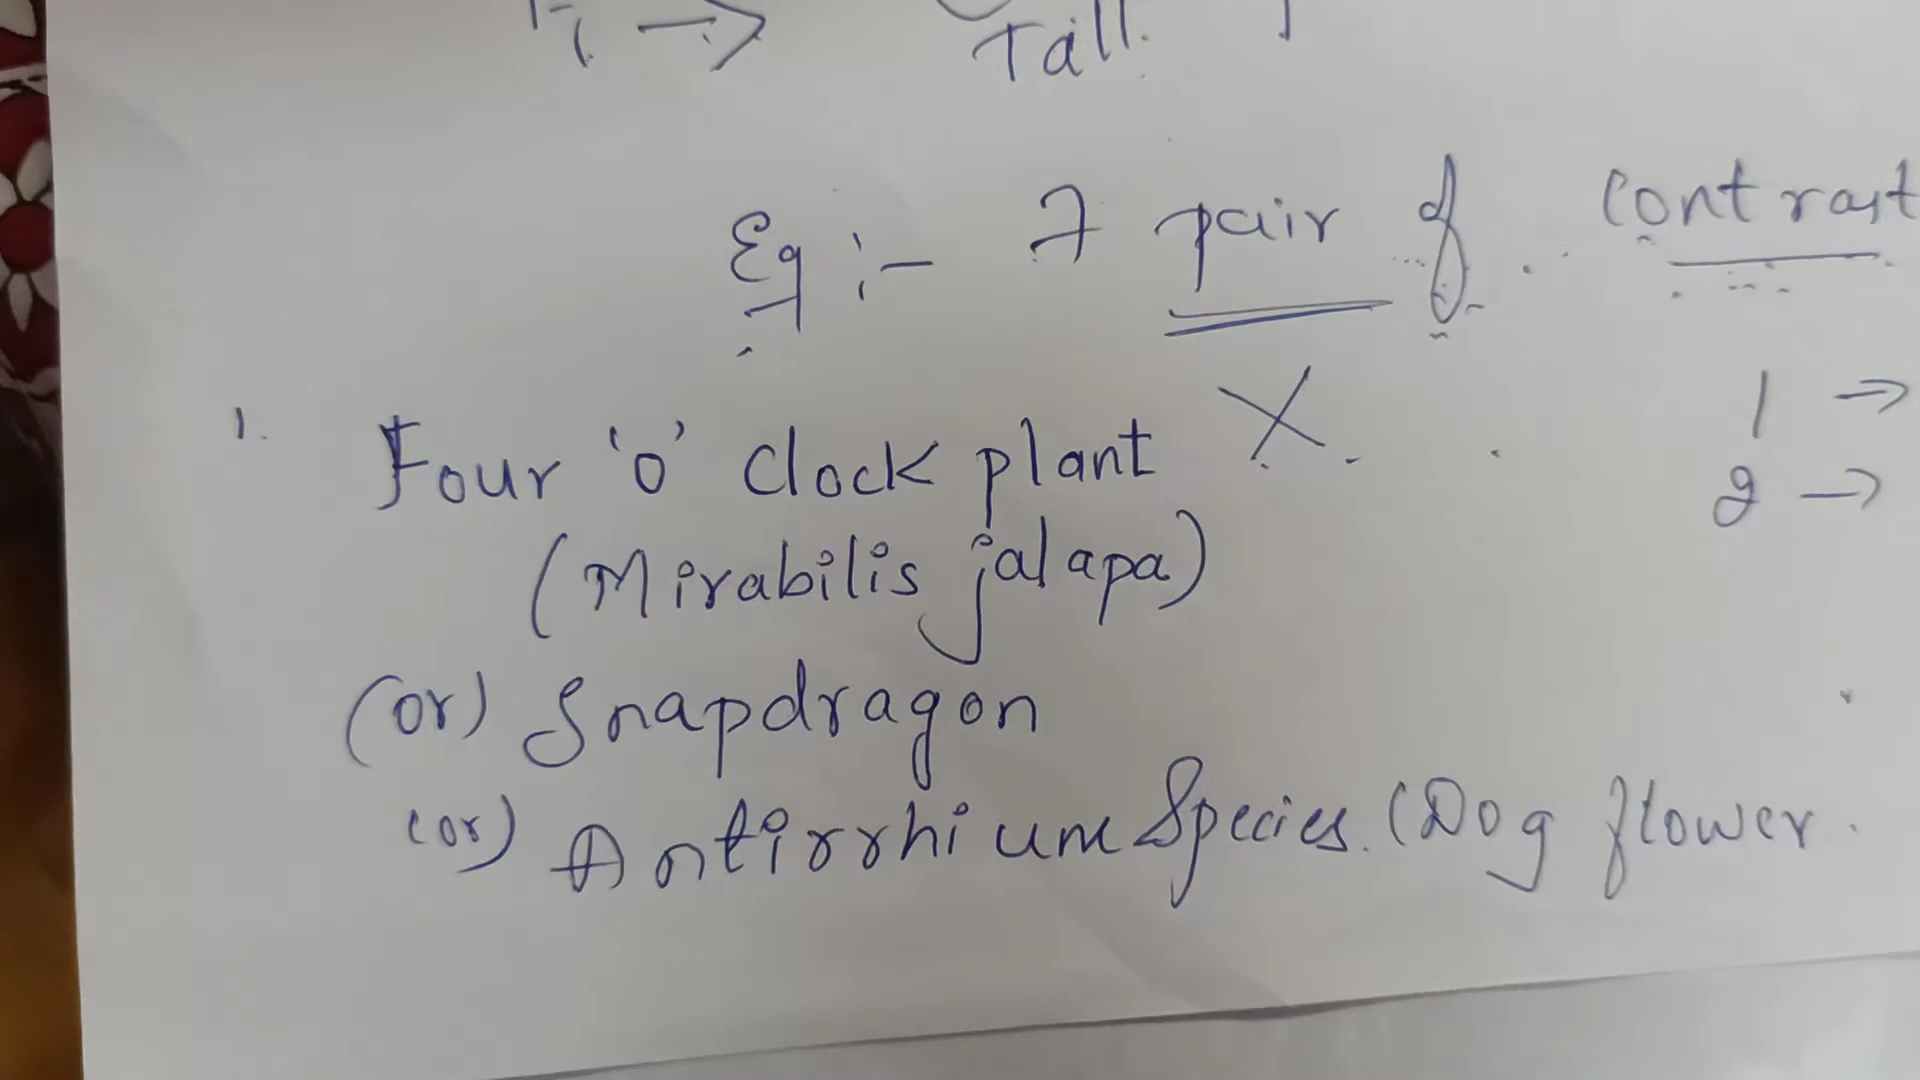 F1 → Tall.
Eg :- 7 pair of contrast
1. Four 'o' clock plant X. 1 →
(Mirabilis jalapa) 2 →
(or) Snapdragon
(or) Antirrhium Species. (Dog flower.